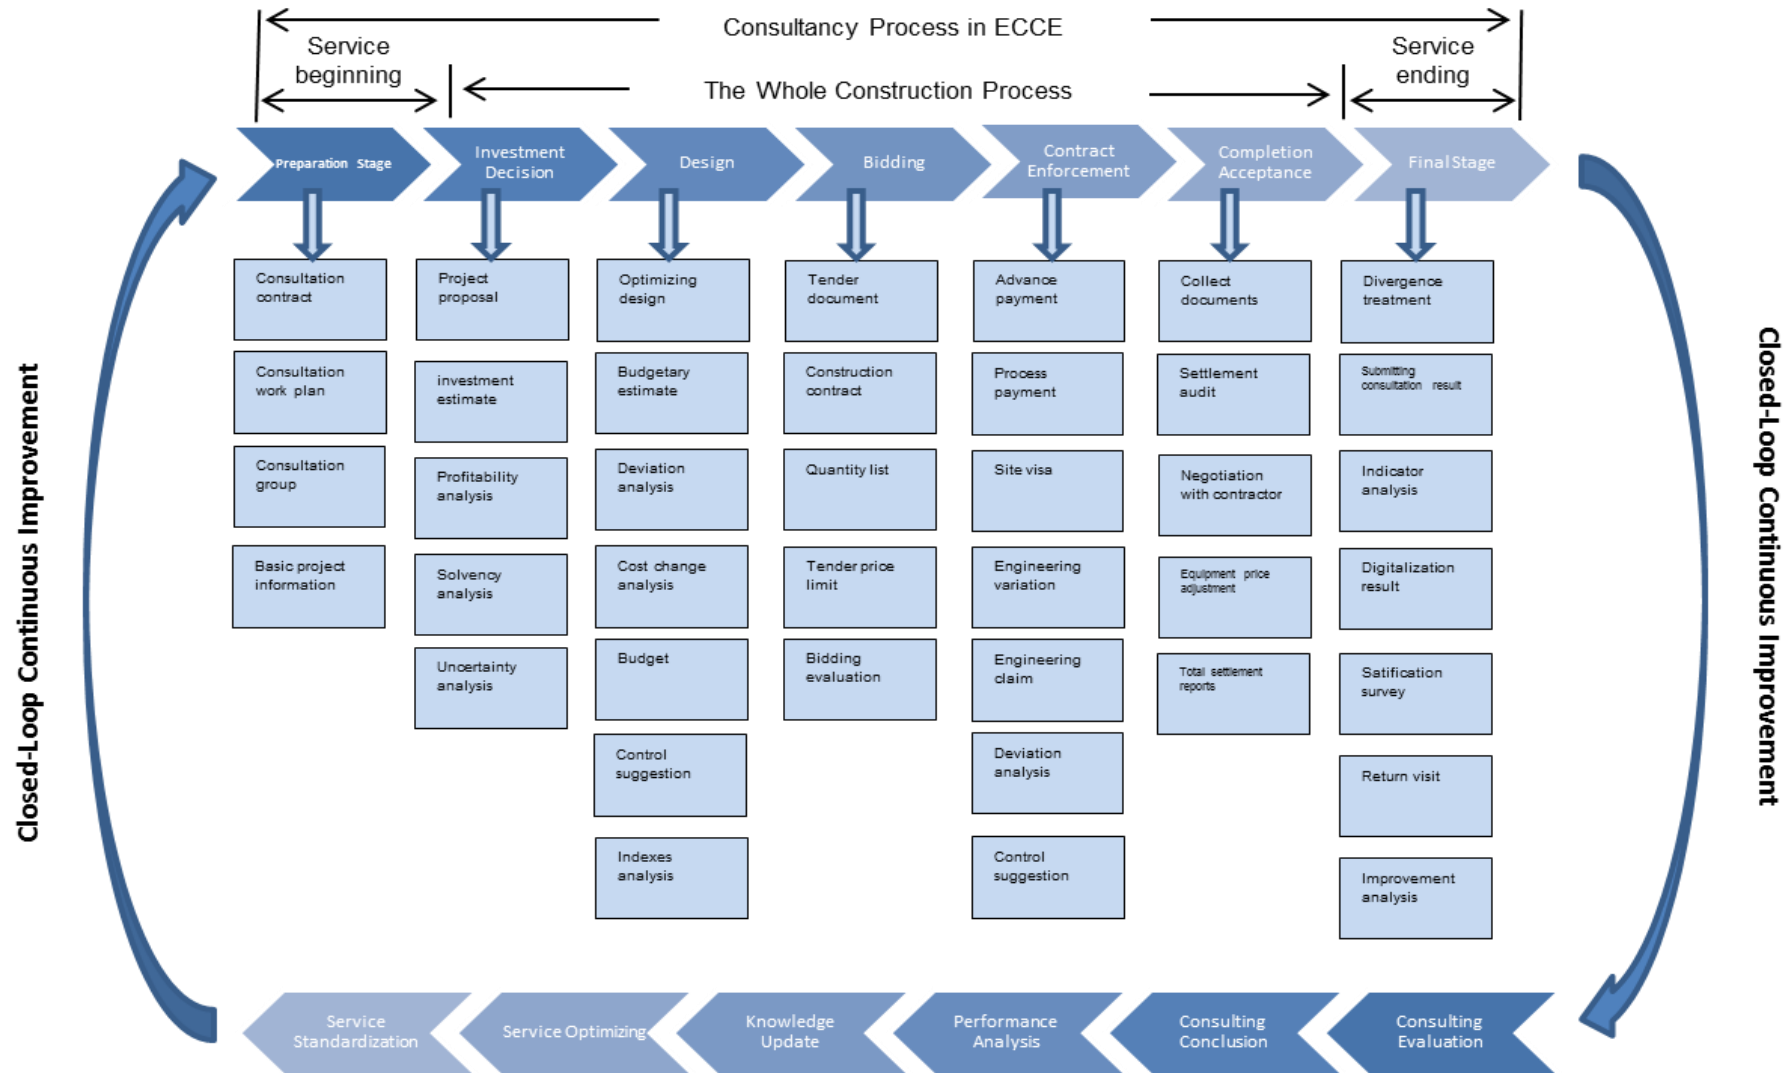 Consultancy Process in ECCE
Service
beginning
The Whole Construction Process
Service
ending
Preparation Stage
Investment
Decision
Design
Bidding
Contract
Enforcement
Completion
Acceptance
Final Stage
Consultation
contract
Consultation
work plan
Consultation
group
Basic project
information
Project
proposal
investment
estimate
Profitability
analysis
Solvency
analysis
Uncertainty
analysis
Optimizing
design
Budgetary
estimate
Deviation
analysis
Cost change
analysis
Budget
Control
suggestion
Indexes
analysis
Tender
document
Construction
contract
Quantity list
Tender price
limit
Bidding
evaluation
Advance
payment
Process
payment
Site visa
Engineering
variation
Engineering
claim
Deviation
analysis
Control
suggestion
Collect
documents
Settlement
audit
Negotiation
with contractor
Equipment price
adjustment
Total settlement
reports
Divergence
treatment
Submitting
consultation result
Indicator
analysis
Digitalization
result
Satification
survey
Return visit
Improvement
analysis
Closed-Loop Continuous Improvement
Closed-Loop Continuous Improvement
Service
Standardization
Service Optimizing
Knowledge
Update
Performance
Analysis
Consulting
Conclusion
Consulting
Evaluation